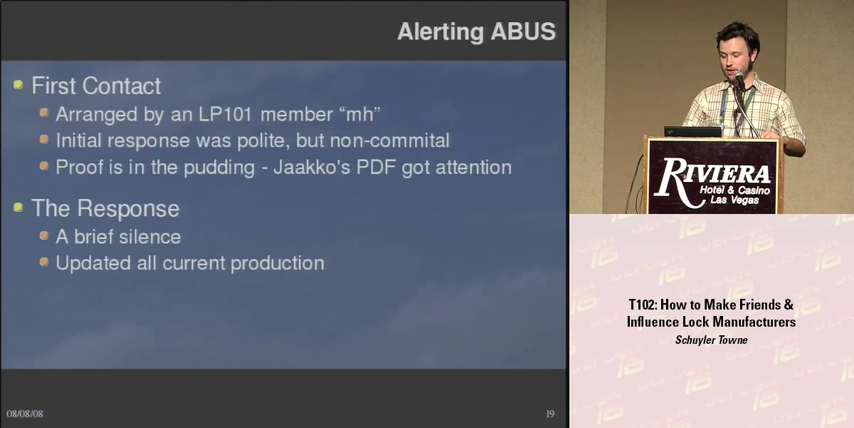 Alerting ABUS
First Contact
Arranged by an LP101 member “mh”
Initial response was polite, but non-commital
Proof is in the pudding - Jaakko's PDF got attention
The Response
A brief silence
Updated all current production
08/08/08
19
RIVIERA
Hotel & Casino
Las Vegas
T102: How to Make Friends &
Influence Lock Manufacturers
Schuyler Towne